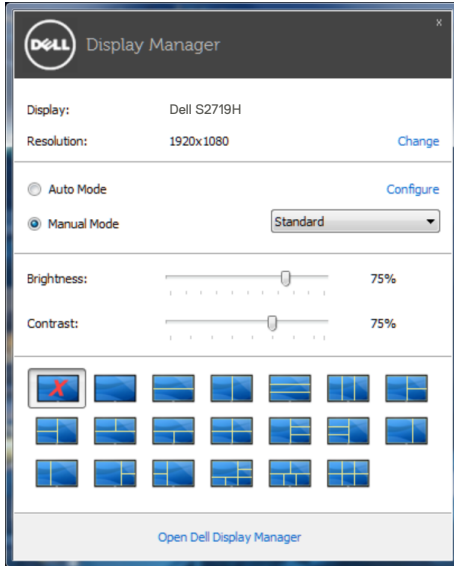 DELL Display Manager x
Display: Dell S2719H
Resolution: 1920x1080 Change
Auto Mode Configure
Manual Mode Standard
Brightness: 75%
Contrast: 75%
Open Dell Display Manager